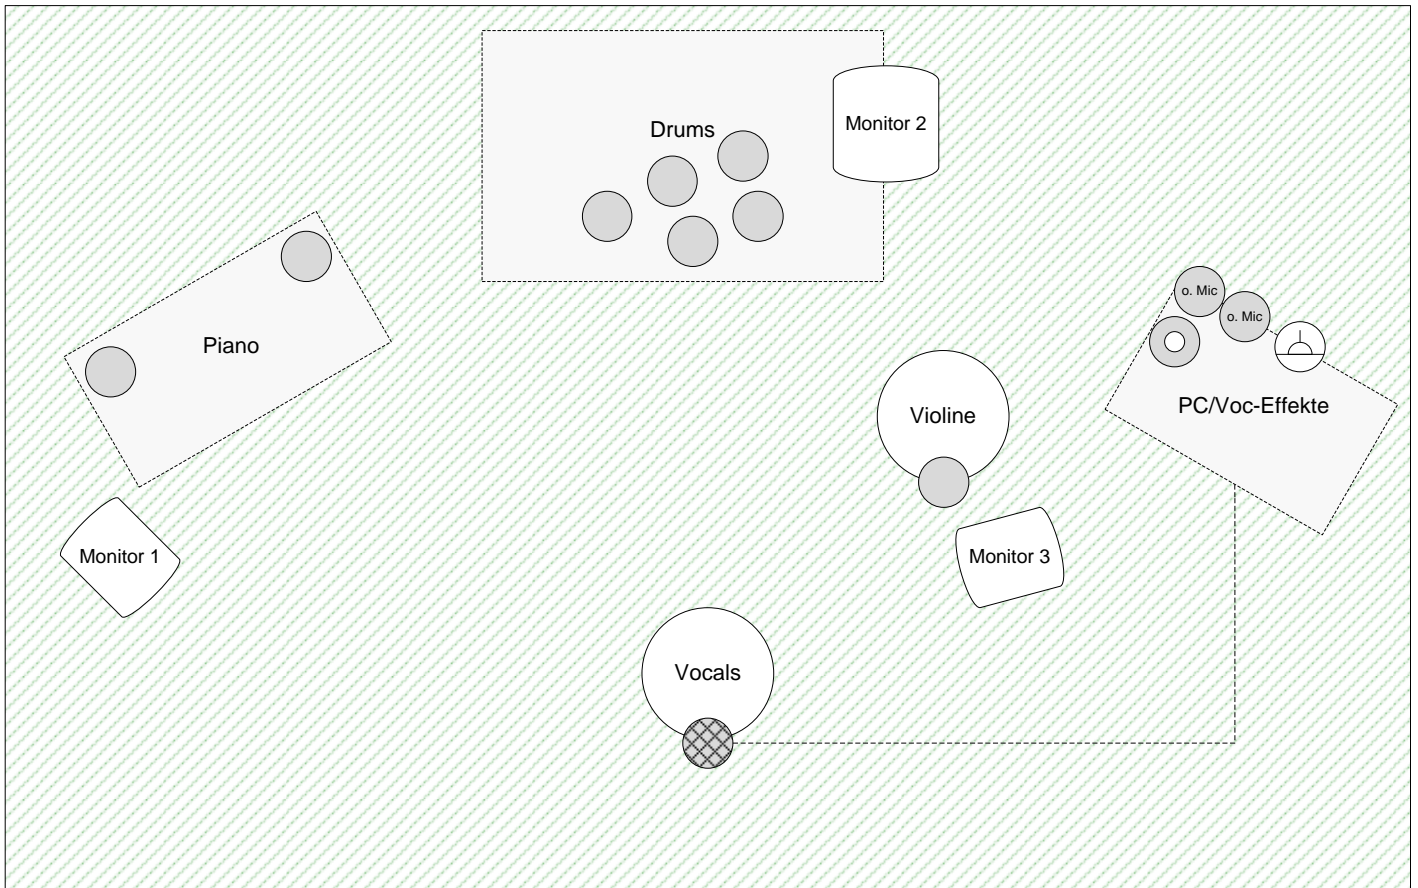 Monitor 2
Drums
o. Mic
o. Mic
Piano
PC/Voc-Effekte
Violine
Monitor 1
Monitor 3
Vocals